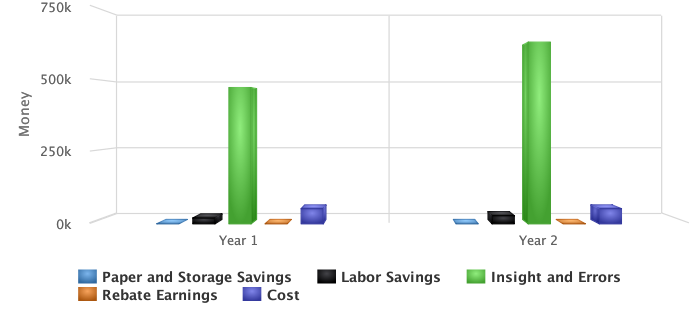 750k
500k
250k
0k
Money
Year 1
Year 2
Paper and Storage Savings
Labor Savings
Insight and Errors
Rebate Earnings
Cost